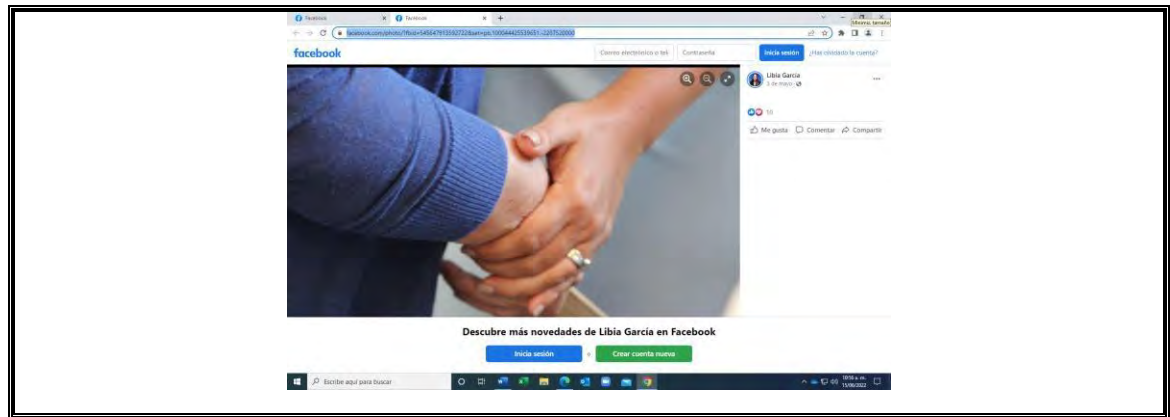 Facebook
Facebook
facebook
Correo electrónico o tel
Contraseña
Inicia sesión
¿Has olvidado la cuenta?
Libia García
3 de mayo
50
Me gusta
Comentar
Compartir
Descubre más novedades de Libia García en Facebook
Inicia sesión
o
Crear cuenta nueva
Escribe aquí para buscar